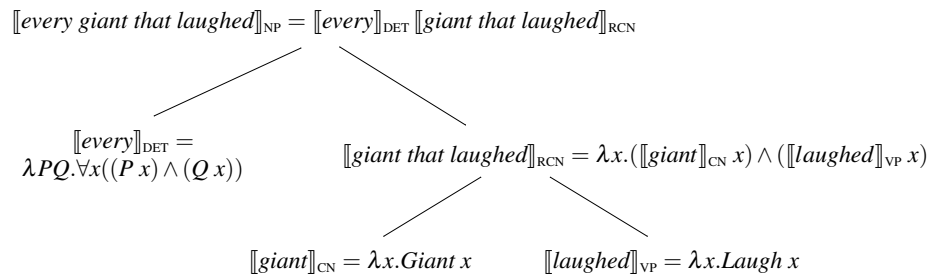 ⟦every giant that laughed⟧NP = ⟦every⟧DET ⟦giant that laughed⟧RCN
⟦every⟧DET =
λPQ.∀x((P x) ∧ (Q x))
⟦giant that laughed⟧RCN = λx.(⟦giant⟧CN x) ∧ (⟦laughed⟧VP x)
⟦giant⟧CN = λx.Giant x
⟦laughed⟧VP = λx.Laugh x